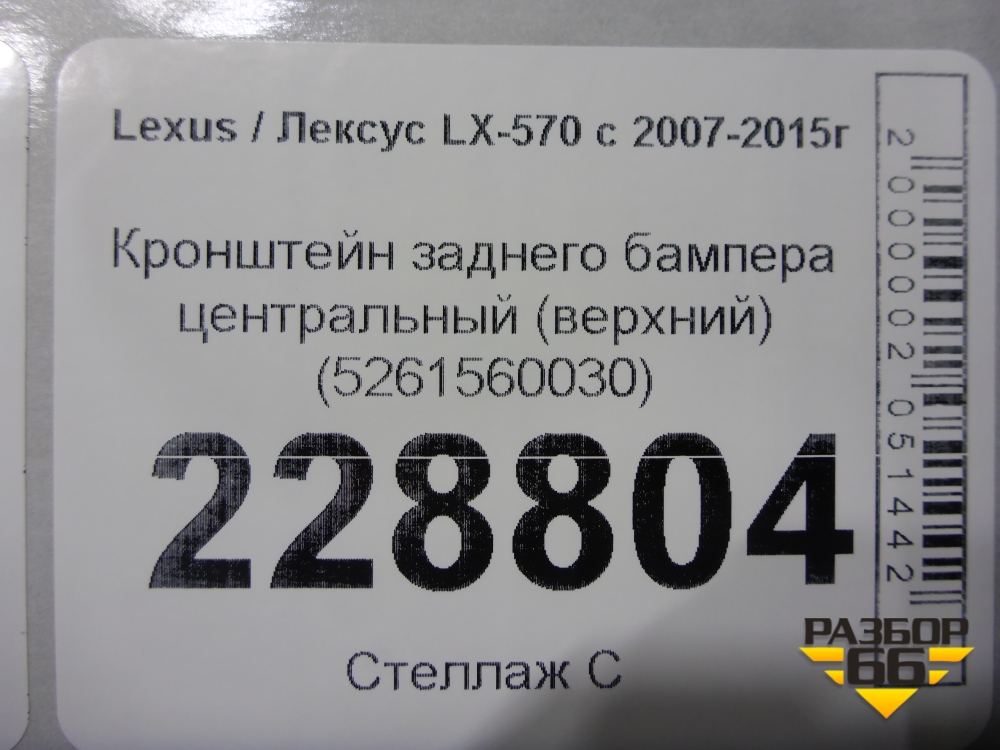 Lexus / Лексус LX-570 с 2007-2015г
Кронштейн заднего бампера
центральный (верхний)
(5261560030)
228804
Стеллаж С
2000002051442
РАЗБОР
66